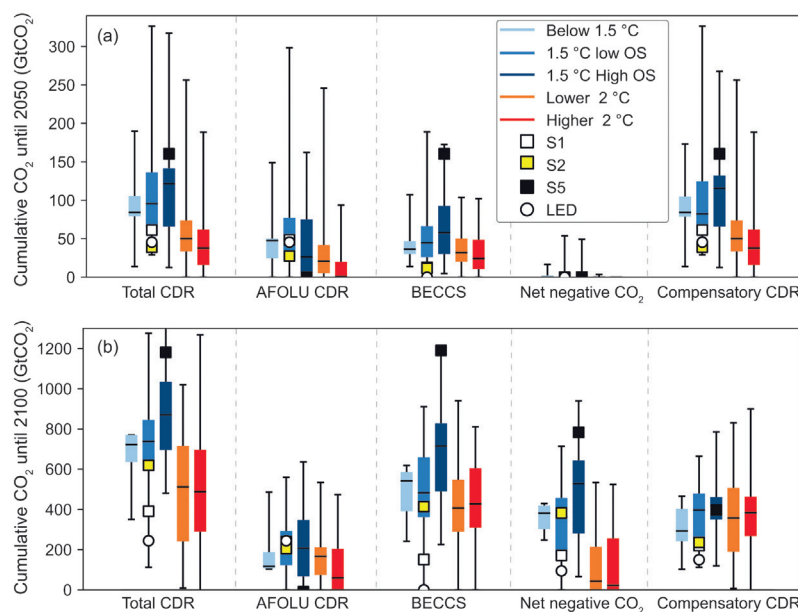 (a)
Cumulative CO2 until 2050 (GtCO2)
300
250
200
150
100
50
0
Below 1.5 °C
1.5 °C low OS
1.5 °C High OS
Lower 2 °C
Higher 2 °C
S1
S2
S5
LED
Total CDR AFOLU CDR BECCS Net negative CO2 Compensatory CDR
(b)
Cumulative CO2 until 2100 (GtCO2)
1200
1000
800
600
400
200
0
Total CDR AFOLU CDR BECCS Net negative CO2 Compensatory CDR